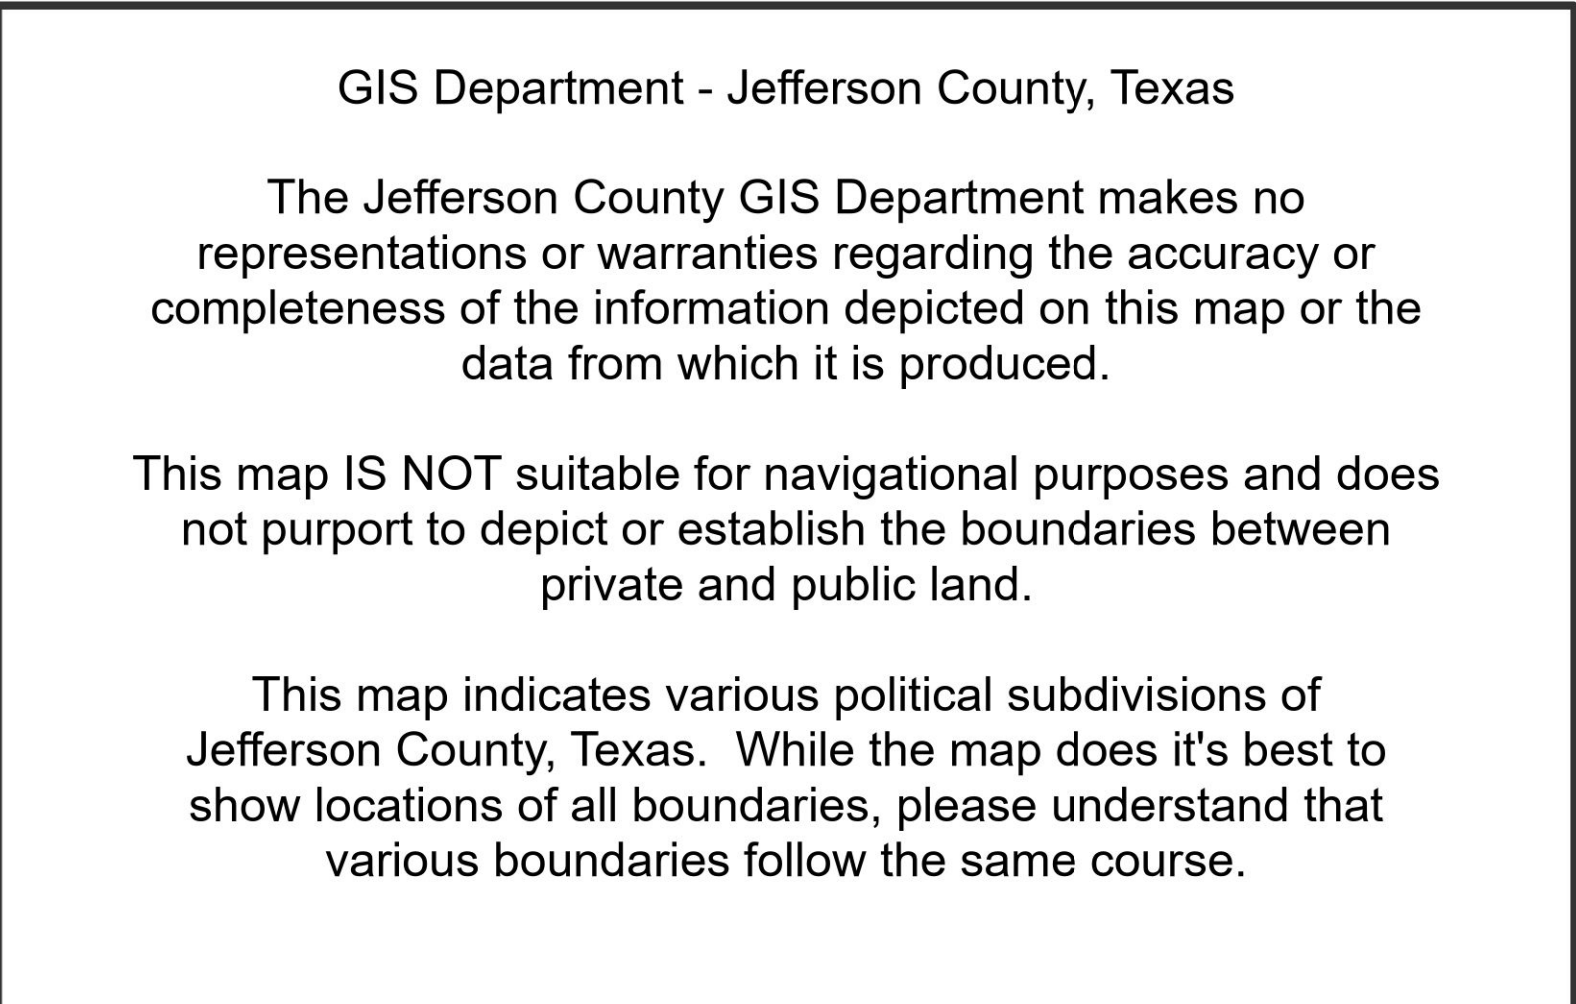 GIS Department - Jefferson County, Texas
The Jefferson County GIS Department makes no
representations or warranties regarding the accuracy or
completeness of the information depicted on this map or the
data from which it is produced.
This map IS NOT suitable for navigational purposes and does
not purport to depict or establish the boundaries between
private and public land.
This map indicates various political subdivisions of
Jefferson County, Texas.  While the map does it's best to
show locations of all boundaries, please understand that
various boundaries follow the same course.